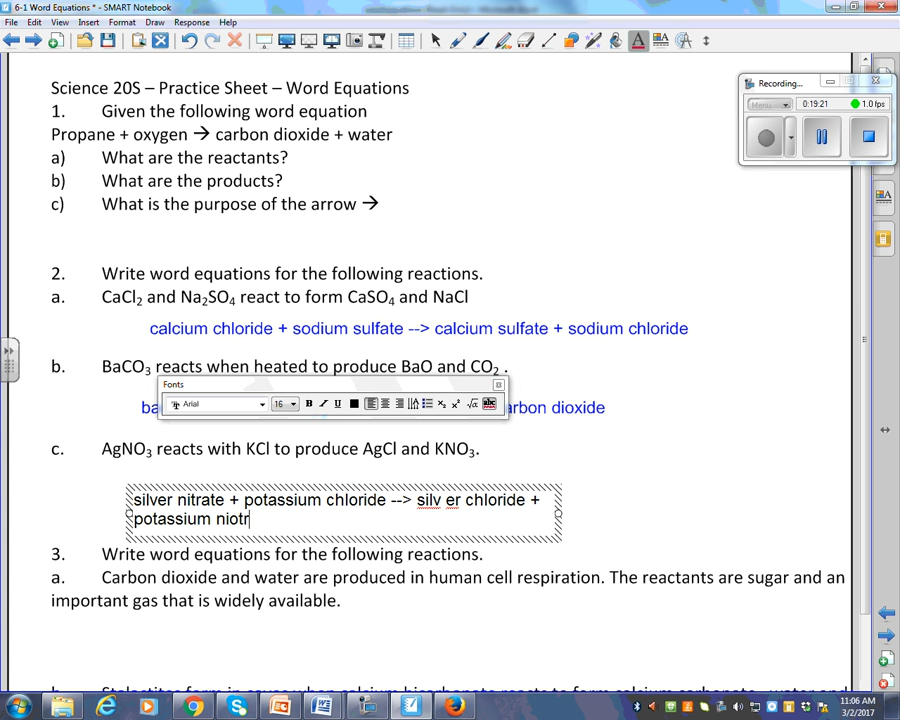 6-1 Word Equations * - SMART Notebook
File Edit View Insert Format Draw Response Help
Science 20S – Practice Sheet – Word Equations
1. Given the following word equation
Propane + oxygen → carbon dioxide + water
a) What are the reactants?
b) What are the products?
c) What is the purpose of the arrow →
Recording...
Menu 0:19:21 1.0 fps
2. Write word equations for the following reactions.
a. CaCl₂ and Na₂SO₄ react to form CaSO₄ and NaCl
calcium chloride + sodium sulfate --> calcium sulfate + sodium chloride
b. BaCO₃ reacts when heated to produce BaO and CO₂ .
Fonts
Arial 16 B I U
ba arbon dioxide
c. AgNO₃ reacts with KCl to produce AgCl and KNO₃.
silver nitrate + potassium chloride --> silv er chloride +
potassium niotr
3. Write word equations for the following reactions.
a. Carbon dioxide and water are produced in human cell respiration. The reactants are sugar and an
important gas that is widely available.
11:06 AM
3/2/2017